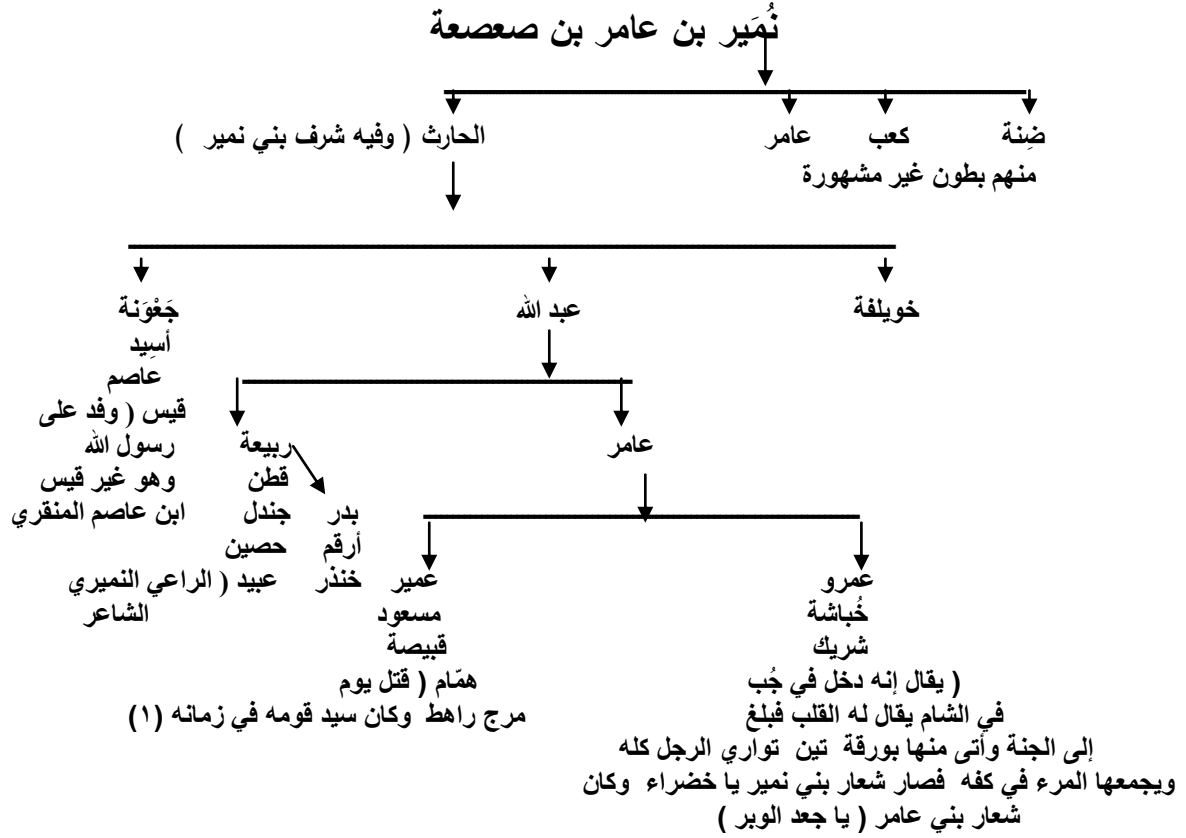 نُمَير بن عامر بن صعصعة
ضِنة كعب عامر الحارث ( وفيه شرف بني نمير )
منهم بطون غير مشهورة
خويلفة عبد الله جَعْوَنة
أسِيد
عاصم
قيس ( وفد على
عامر ربيعة رسول الله
قطن وهو غير قيس
بدر جندل ابن عاصم المنقري
أرقم حصين
عمرو عمير خنذر عبيد ( الراعي النميري
خُباشة مسعود الشاعر
شريك قبيصة
( يقال إنه دخل في جُب همّام ( قتل يوم
في الشام يقال له القلب فبلغ مرج راهط وكان سيد قومه في زمانه (١)
إلى الجنة وأتى منها بورقة تين تواري الرجل كله
ويجمعها المرء في كفه فصار شعار بني نمير يا خضراء وكان
شعار بني عامر ( يا جعد الوبر )